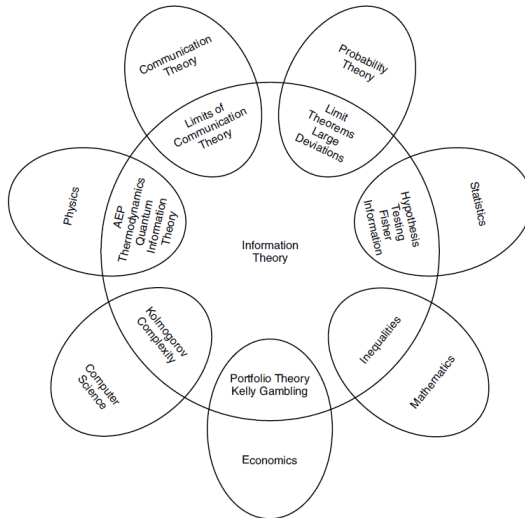 Communication
Theory
Probability
Theory
Limits of
Communication
Theory
Limit
Theorems
Large
Deviations
Physics
AEP
Thermodynamics
Quantum
Information
Theory
Information
Theory
Hypothesis
Testing
Fisher
Information
Statistics
Kolmogorov
Complexity
Computer
Science
Portfolio Theory
Kelly Gambling
Economics
Inequalities
Mathematics